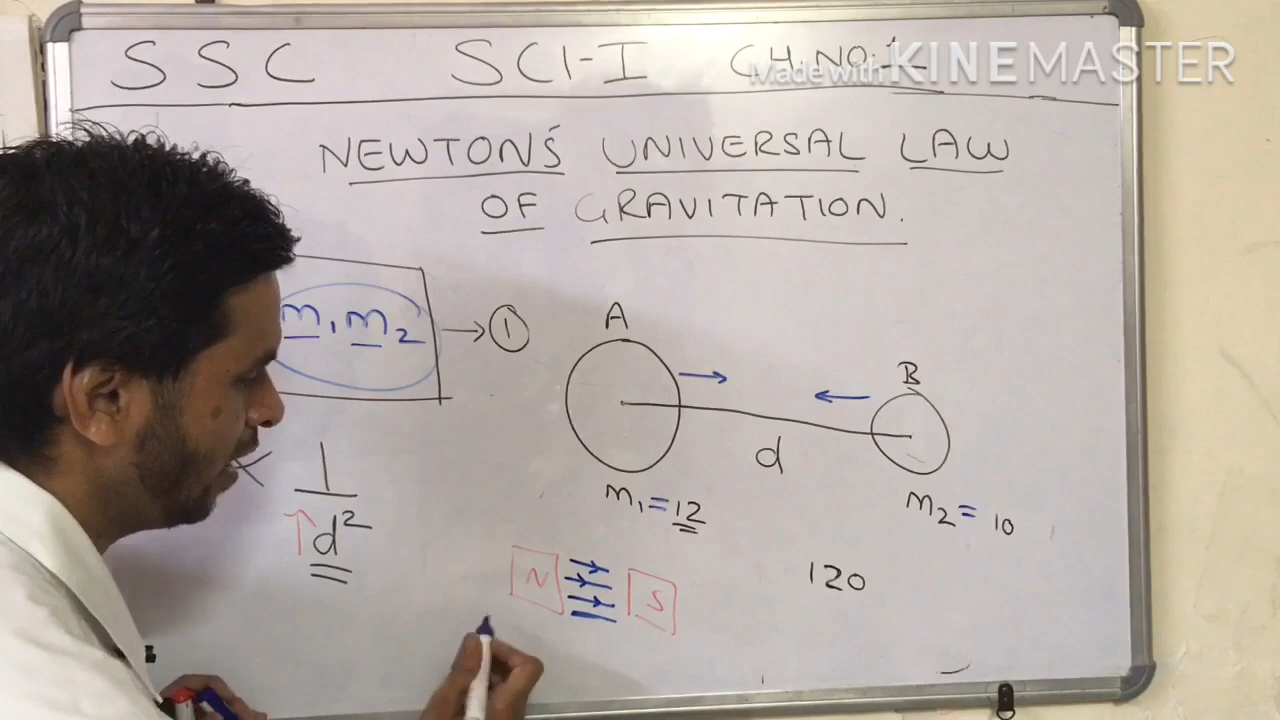 SSC SCI-I CH.NO.1
Made with KINEMASTER
NEWTON'S UNIVERSAL LAW
OF GRAVITATION.
m₁m₂ → ①
A
B
d
∝ 1/d²
↑
m₁ = 12
m₂ = 10
N S
120